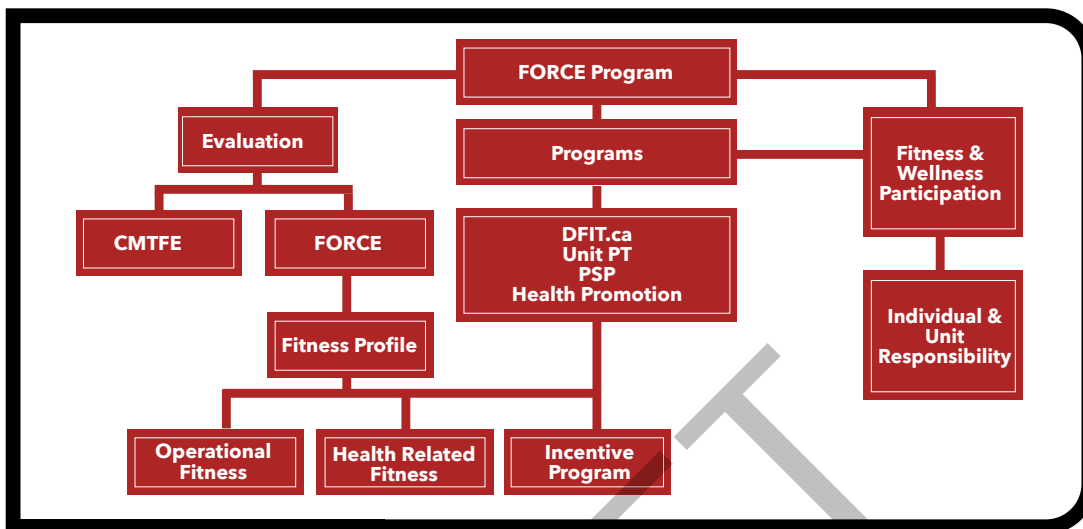 FORCE Program
Evaluation
Programs
Fitness &
Wellness
Participation
CMTFE
FORCE
DFIT.ca
Unit PT
PSP
Health Promotion
Individual &
Unit
Responsibility
Fitness Profile
Operational
Fitness
Health Related
Fitness
Incentive
Program